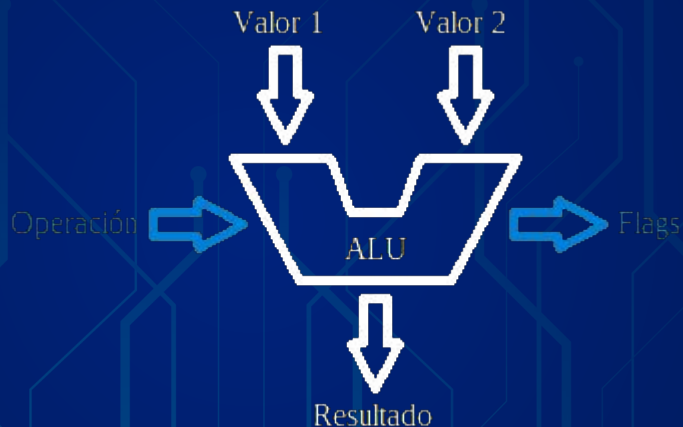 Valor 1
Valor 2
Operación
ALU
Flags
Resultado